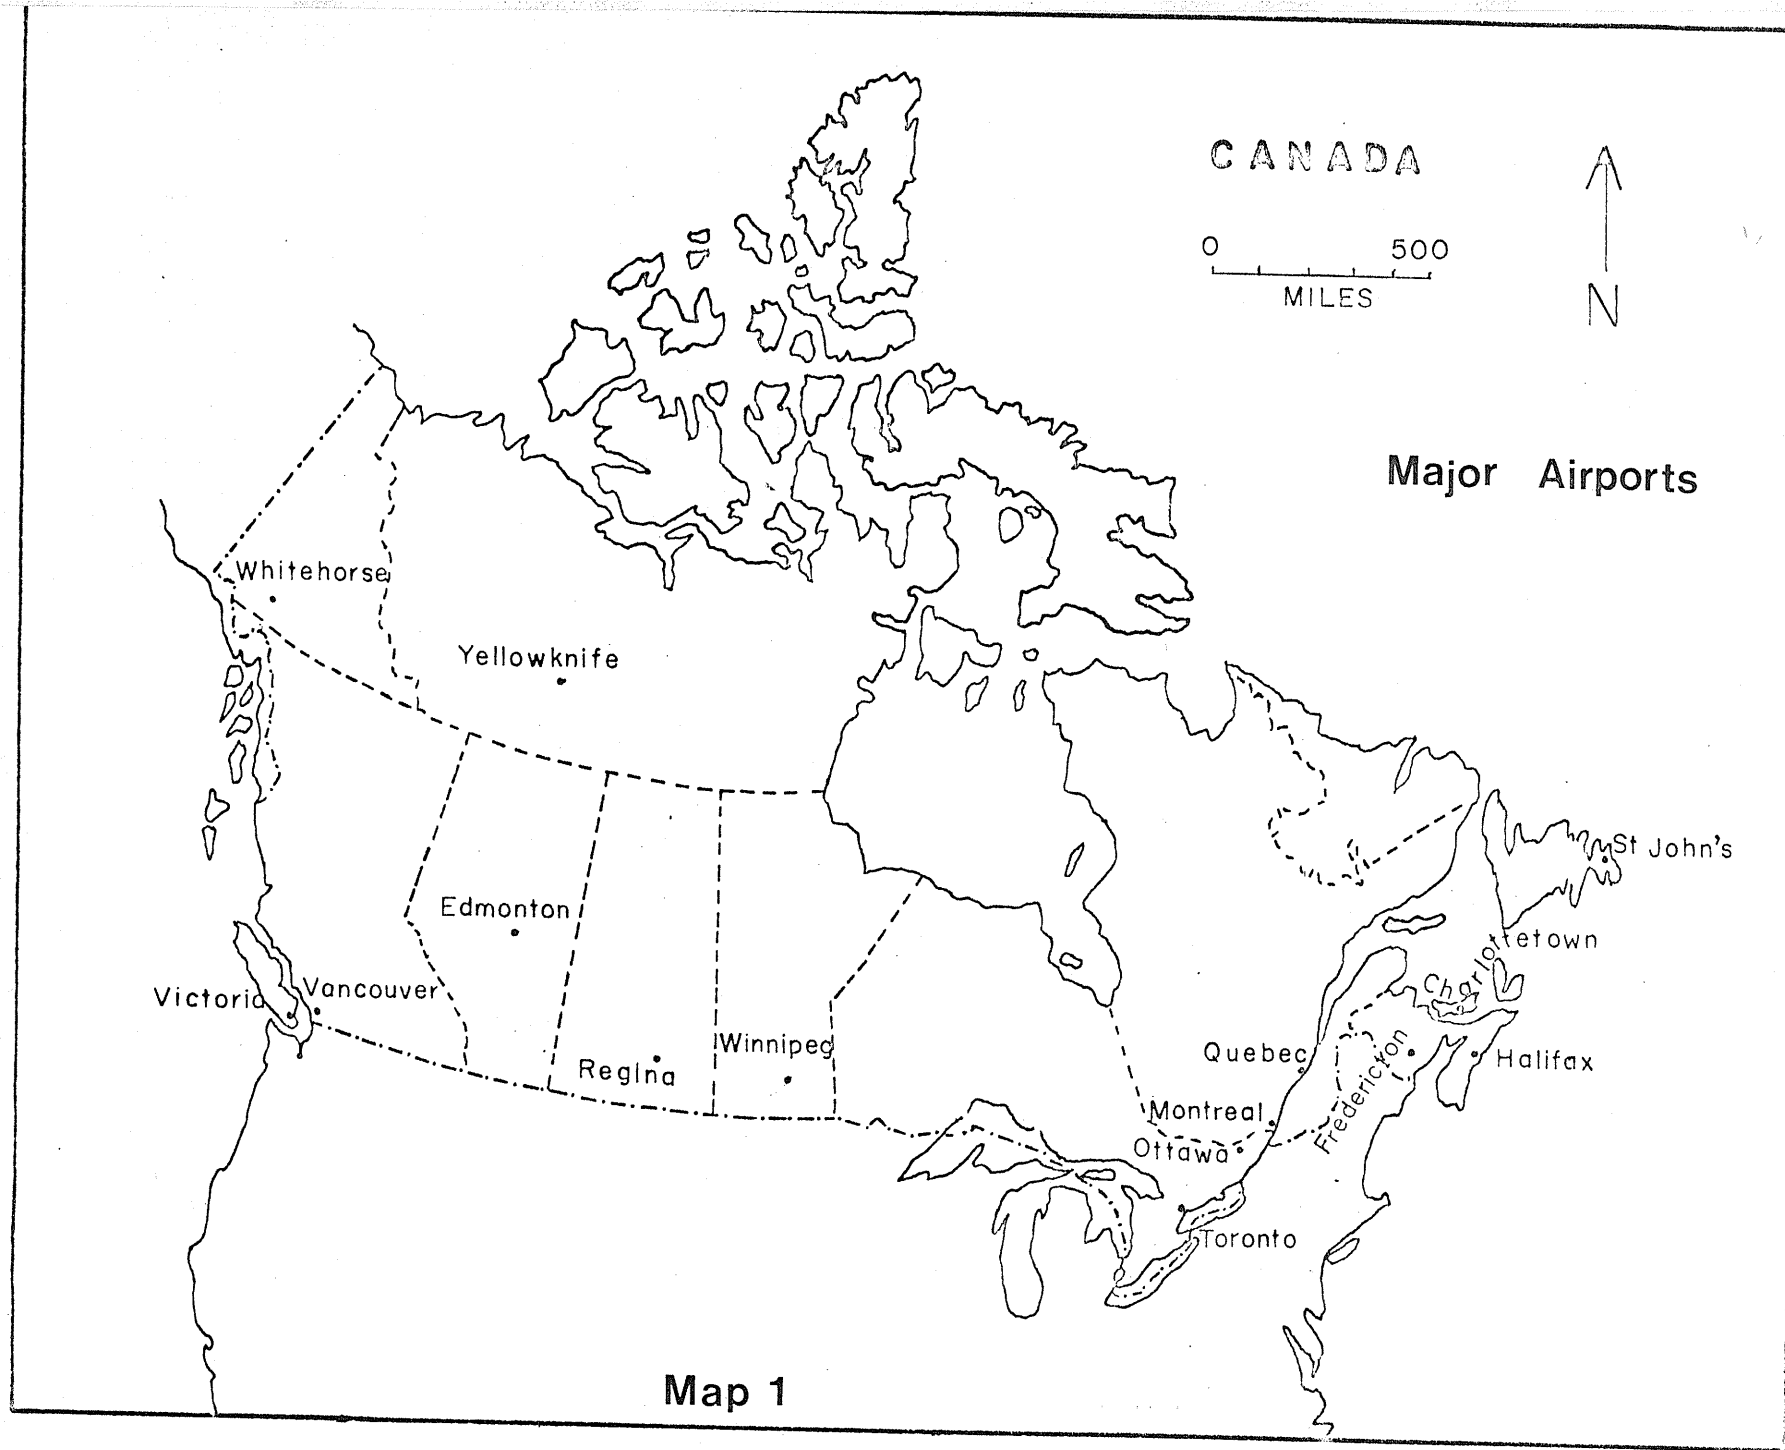 CANADA
0 500
MILES
N
Major Airports
Whitehorse
Yellowknife
St John's
Edmonton
Charlottetown
Victoria
Vancouver
Winnipeg
Quebec
Halifax
Regina
Fredericton
Montreal
Ottawa
Toronto
Map 1